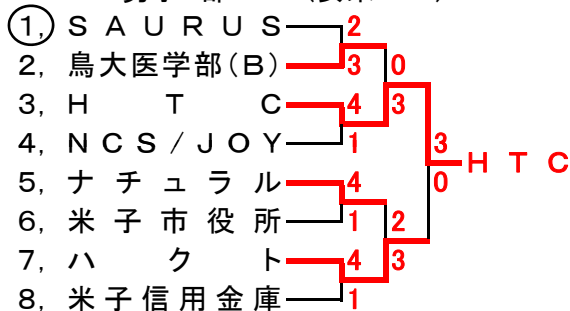 ①, SAURUS 2
2, 鳥大医学部(B) 3 0
3, HTC 4 3
4, NCS/JOY 1 3
HTC
5, ナチュラル 4 0
6, 米子市役所 1 2
7, ハクト 4 3
8, 米子信用金庫 1